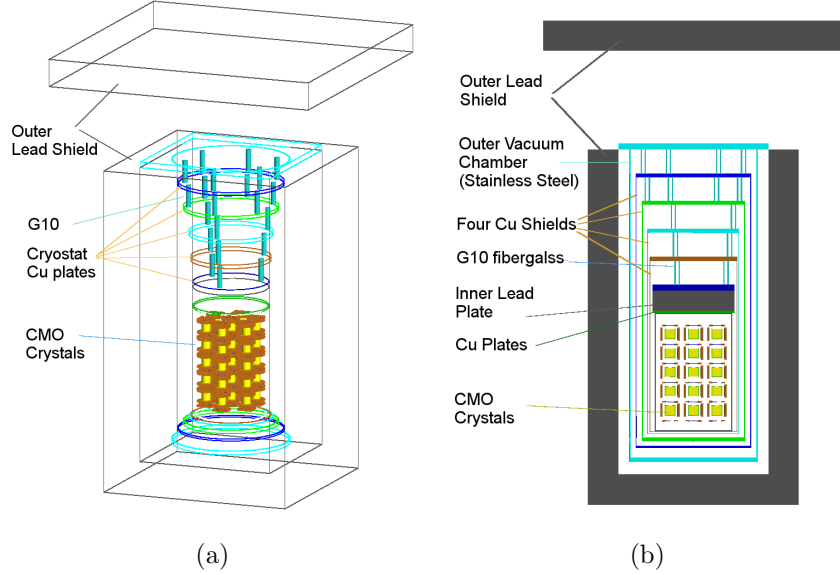 Outer Lead
Shield
G10
Cryostat
Cu plates
CMO
Crystals
(a)
Outer Lead
Shield
Outer Vacuum
Chamber
(Stainless Steel)
Four Cu Shields
G10 fibergalss
Inner Lead
Plate
Cu Plates
CMO
Crystals
(b)